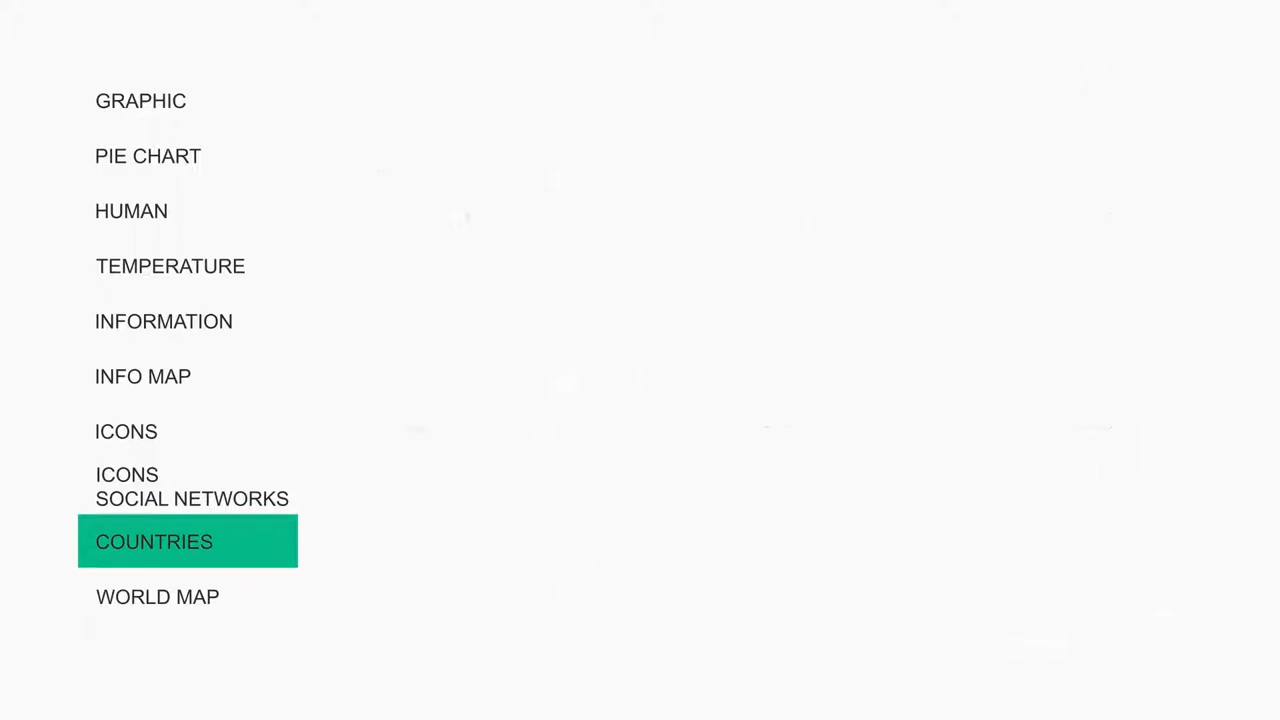 GRAPHIC
PIE CHART
HUMAN
TEMPERATURE
INFORMATION
INFO MAP
ICONS
ICONS
SOCIAL NETWORKS
COUNTRIES
WORLD MAP